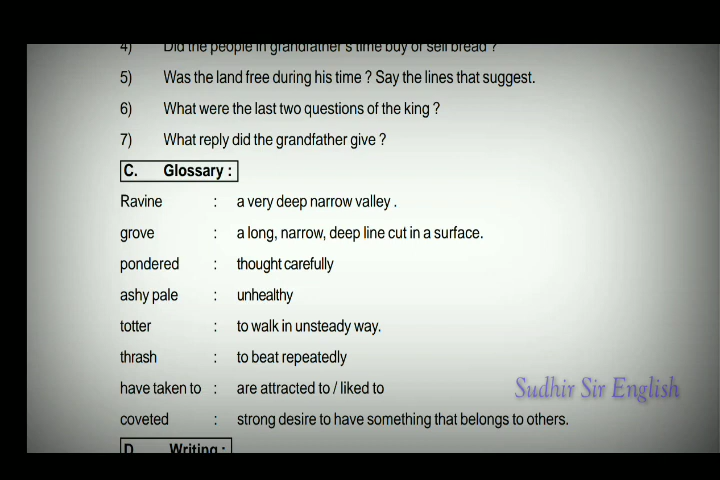 4) Did the people in grandfather's time buy or sell bread ?
5) Was the land free during his time ? Say the lines that suggest.
6) What were the last two questions of the king ?
7) What reply did the grandfather give ?
C. Glossary :
Ravine : a very deep narrow valley .
grove : a long, narrow, deep line cut in a surface.
pondered : thought carefully
ashy pale : unhealthy
totter : to walk in unsteady way.
thrash : to beat repeatedly
have taken to : are attracted to / liked to
Sudhir Sir English
coveted : strong desire to have something that belongs to others.
D. Writing :